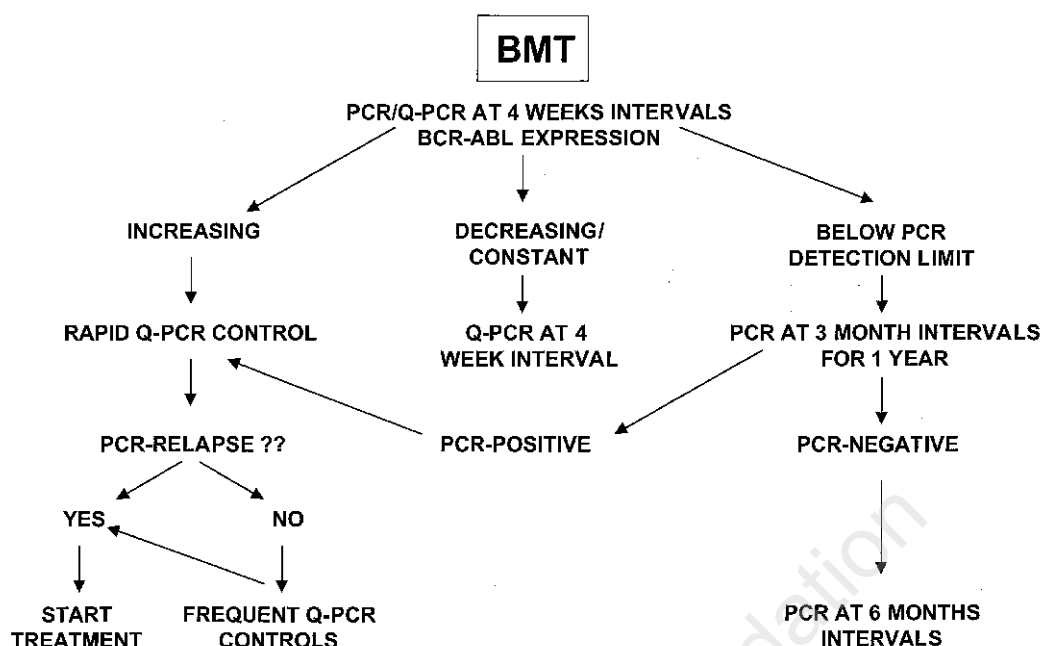 BMT
PCR/Q-PCR AT 4 WEEKS INTERVALS
BCR-ABL EXPRESSION
INCREASING
DECREASING/
CONSTANT
BELOW PCR
DETECTION LIMIT
RAPID Q-PCR CONTROL
Q-PCR AT 4
WEEK INTERVAL
PCR AT 3 MONTH INTERVALS
FOR 1 YEAR
PCR-RELAPSE ??
PCR-POSITIVE
PCR-NEGATIVE
YES
NO
START
TREATMENT
FREQUENT Q-PCR
CONTROLS
PCR AT 6 MONTHS
INTERVALS
dation